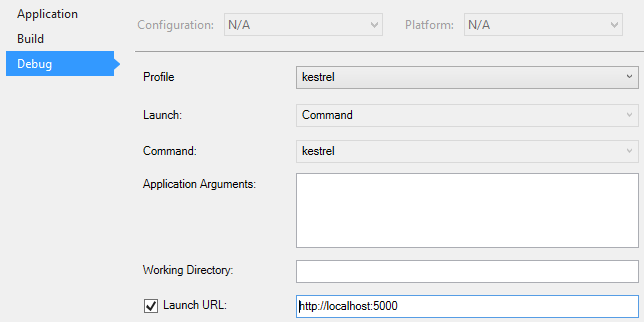 Application
Build
Debug
Configuration: N/A Platform: N/A
Profile kestrel
Launch: Command
Command: kestrel
Application Arguments:
Working Directory:
Launch URL: http://localhost:5000